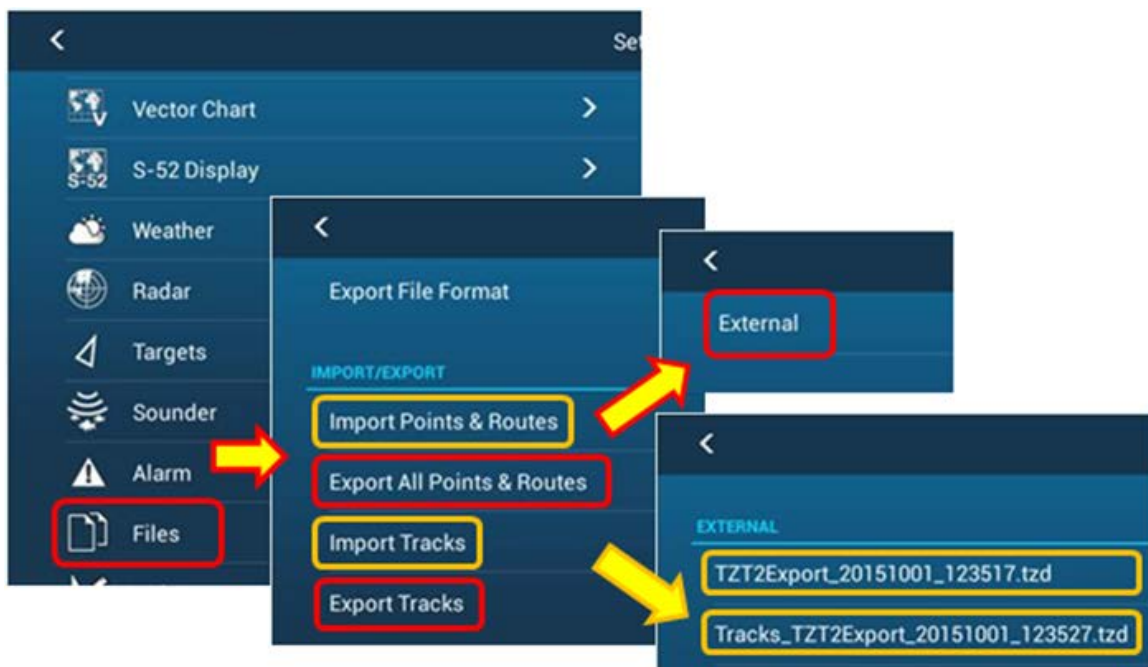 Set
Vector Chart
S-52
S-52 Display
Weather
Radar
Targets
Sounder
Alarm
Files
Export File Format
IMPORT/EXPORT
Import Points & Routes
Export All Points & Routes
Import Tracks
Export Tracks
External
EXTERNAL
TZT2Export_20151001_123517.tzd
Tracks_TZT2Export_20151001_123527.tzd